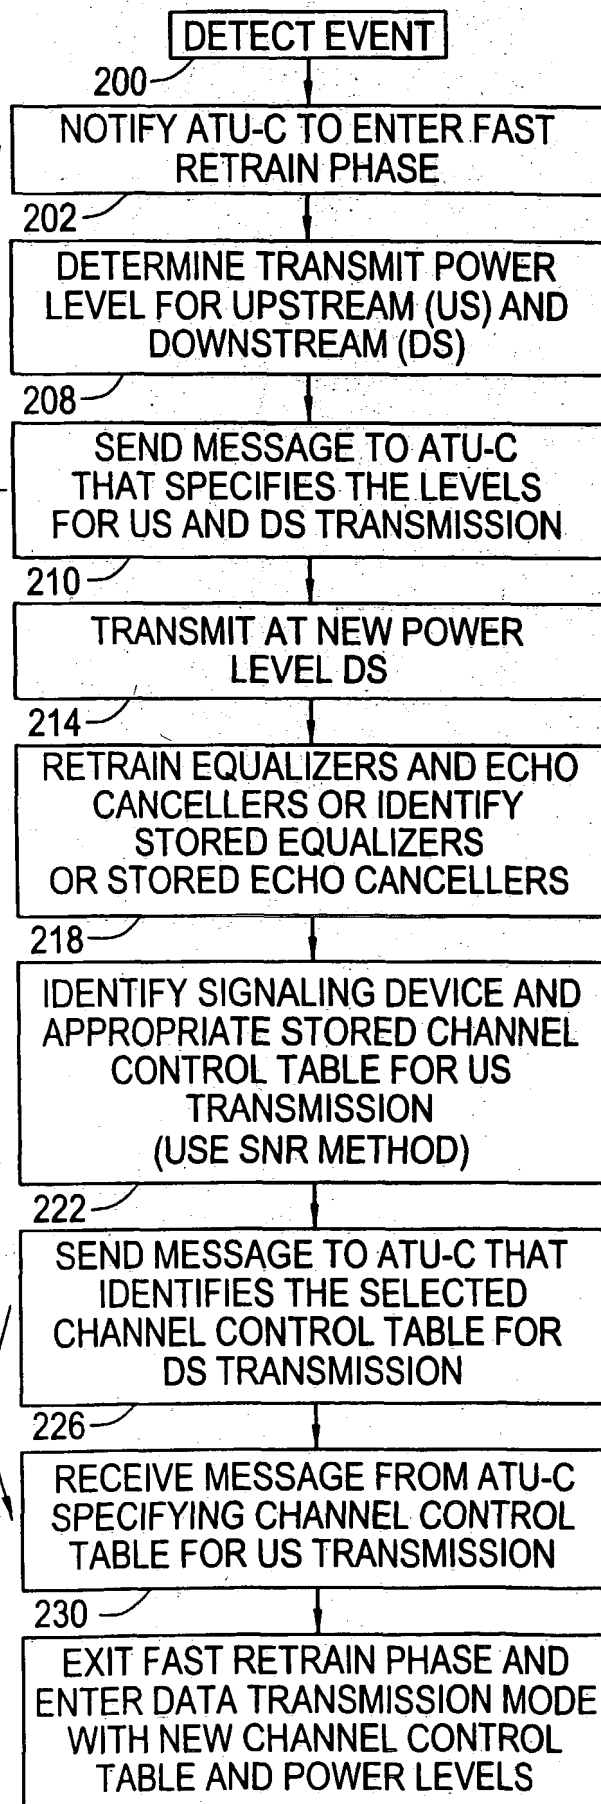 DETECT EVENT
200
NOTIFY ATU-C TO ENTER FAST
RETRAIN PHASE
202
DETERMINE TRANSMIT POWER
LEVEL FOR UPSTREAM (US) AND
DOWNSTREAM (DS)
208
SEND MESSAGE TO ATU-C
THAT SPECIFIES THE LEVELS
FOR US AND DS TRANSMISSION
210
TRANSMIT AT NEW POWER
LEVEL DS
214
RETRAIN EQUALIZERS AND ECHO
CANCELLERS OR IDENTIFY
STORED EQUALIZERS
OR STORED ECHO CANCELLERS
218
IDENTIFY SIGNALING DEVICE AND
APPROPRIATE STORED CHANNEL
CONTROL TABLE FOR US
TRANSMISSION
(USE SNR METHOD)
222
SEND MESSAGE TO ATU-C THAT
IDENTIFIES THE SELECTED
CHANNEL CONTROL TABLE FOR
DS TRANSMISSION
226
RECEIVE MESSAGE FROM ATU-C
SPECIFYING CHANNEL CONTROL
TABLE FOR US TRANSMISSION
230
EXIT FAST RETRAIN PHASE AND
ENTER DATA TRANSMISSION MODE
WITH NEW CHANNEL CONTROL
TABLE AND POWER LEVELS